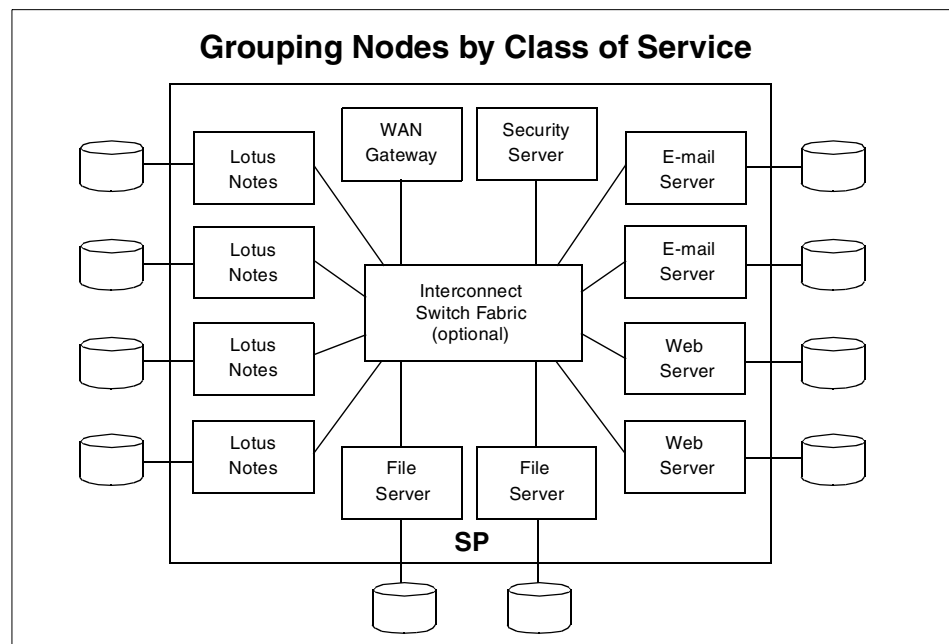 Grouping Nodes by Class of Service
Lotus
Notes
WAN
Gateway
Security
Server
E-mail
Server
Lotus
Notes
E-mail
Server
Interconnect
Switch Fabric
(optional)
Lotus
Notes
Web
Server
Lotus
Notes
Web
Server
File
Server
File
Server
SP